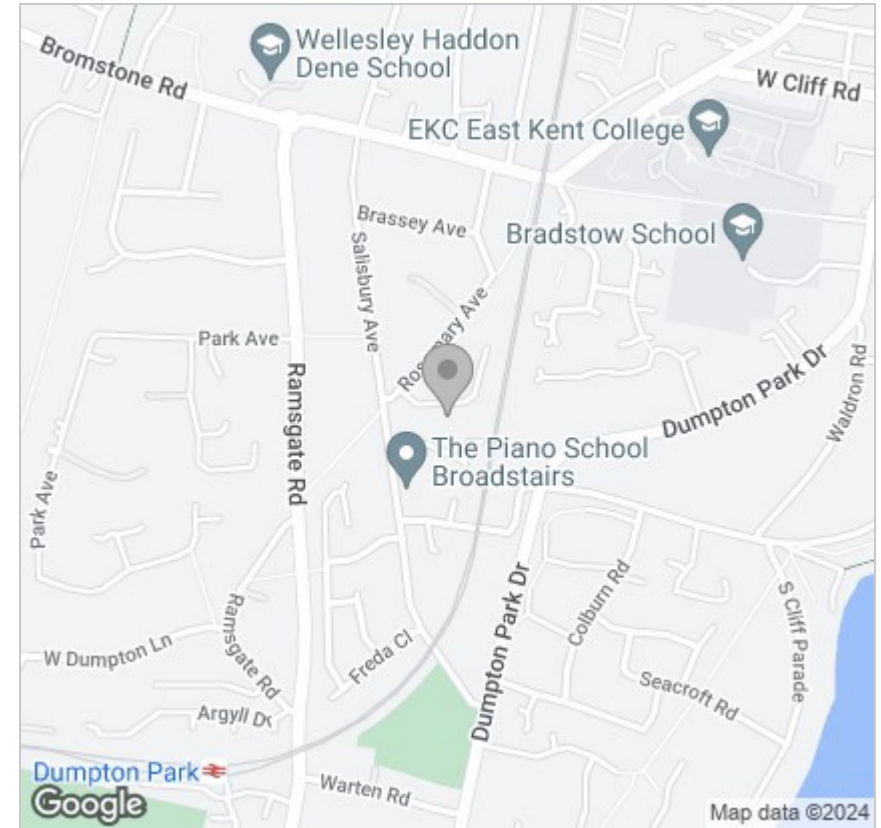 Wellesley Haddon
Dene School
Bromstone Rd
W Cliff Rd
EKC East Kent College
Brassey Ave
Bradstow School
Salisbury Ave
Rosemary Ave
Park Ave
Ramsgate Rd
Dumpton Park Dr
Waldron Rd
The Piano School
Broadstairs
Park Ave
Colburn Rd
S Cliff Parade
Ramsgate Rd
W Dumpton Ln
Freda Cl
Dumpton Park Dr
Seacroft Rd
Argyll Dr
Dumpton Park
Warten Rd
Google
Map data ©2024